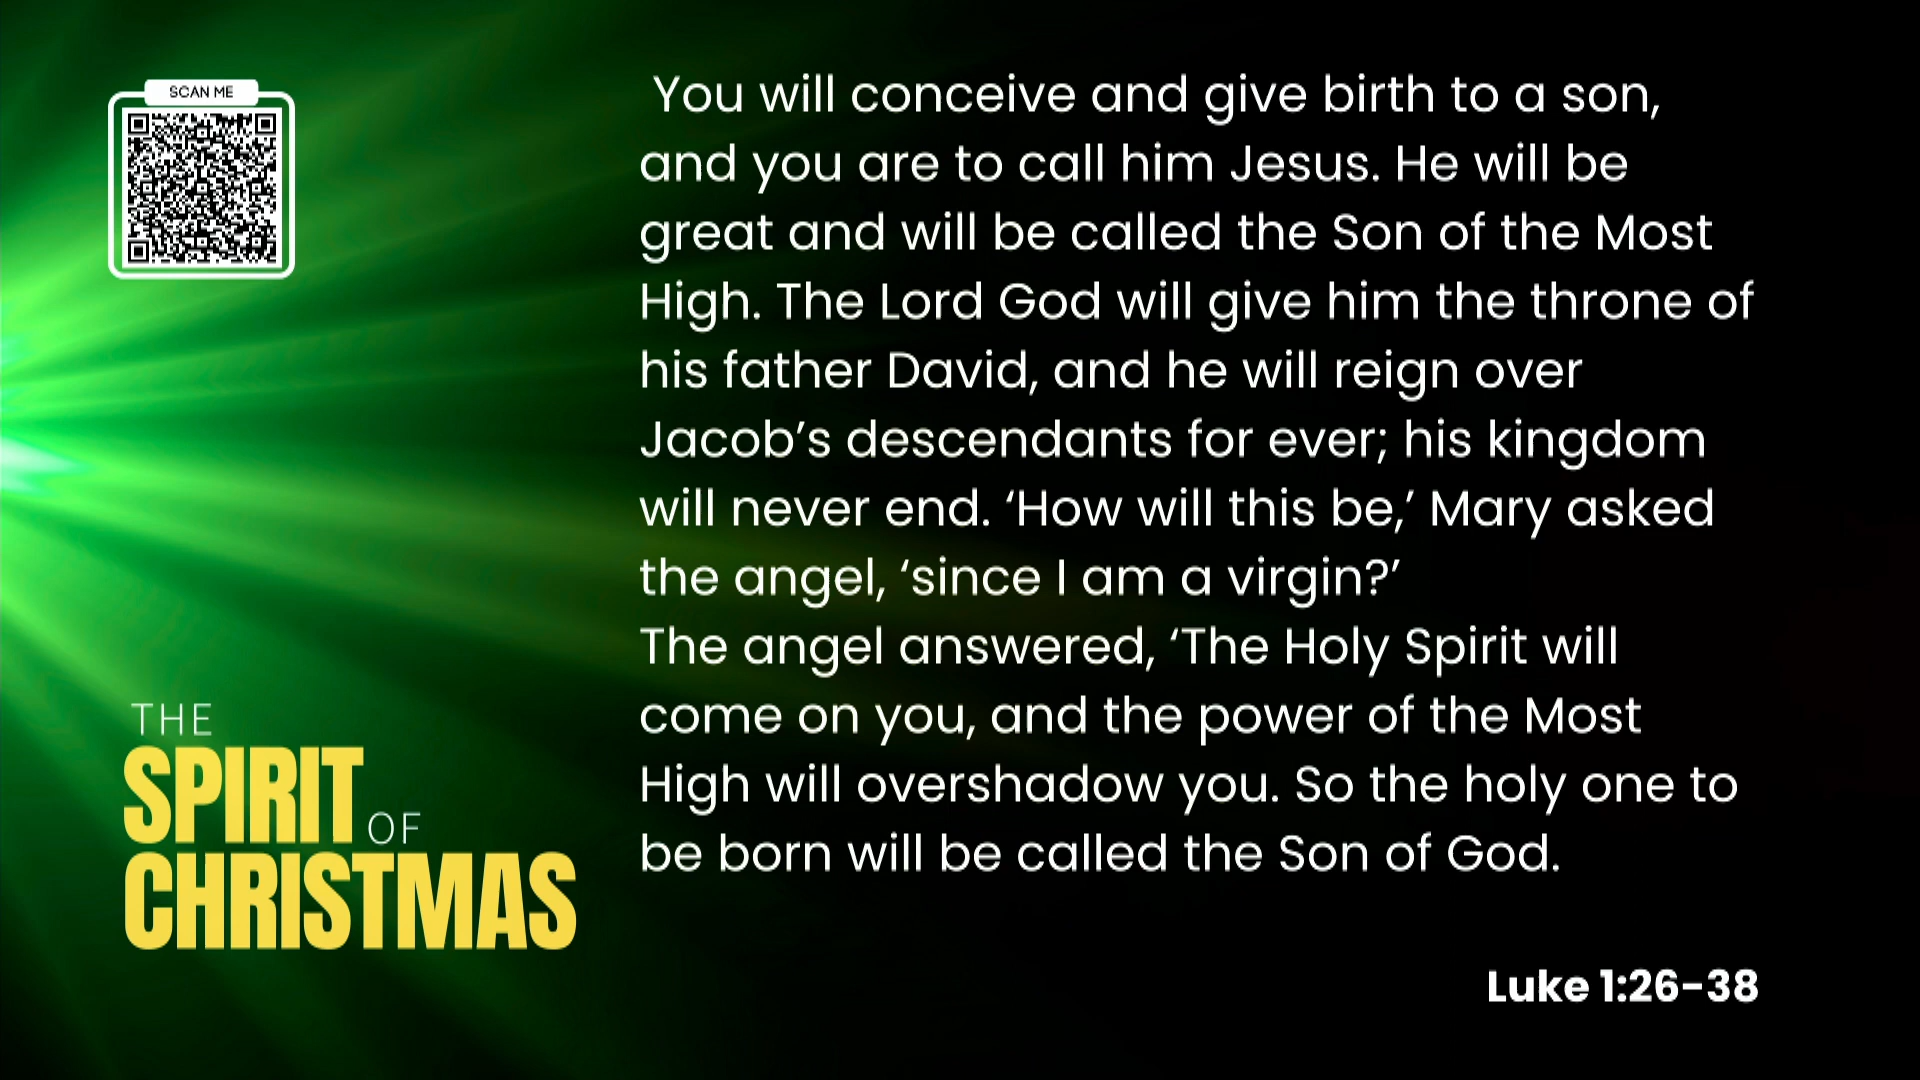 SCAN ME
You will conceive and give birth to a son,
and you are to call him Jesus. He will be
great and will be called the Son of the Most
High. The Lord God will give him the throne of
his father David, and he will reign over
Jacob’s descendants for ever; his kingdom
will never end. ‘How will this be,’ Mary asked
the angel, ‘since I am a virgin?’
The angel answered, ‘The Holy Spirit will
come on you, and the power of the Most
High will overshadow you. So the holy one to
be born will be called the Son of God.
Luke 1:26-38
THE
SPIRIT OF
CHRISTMAS